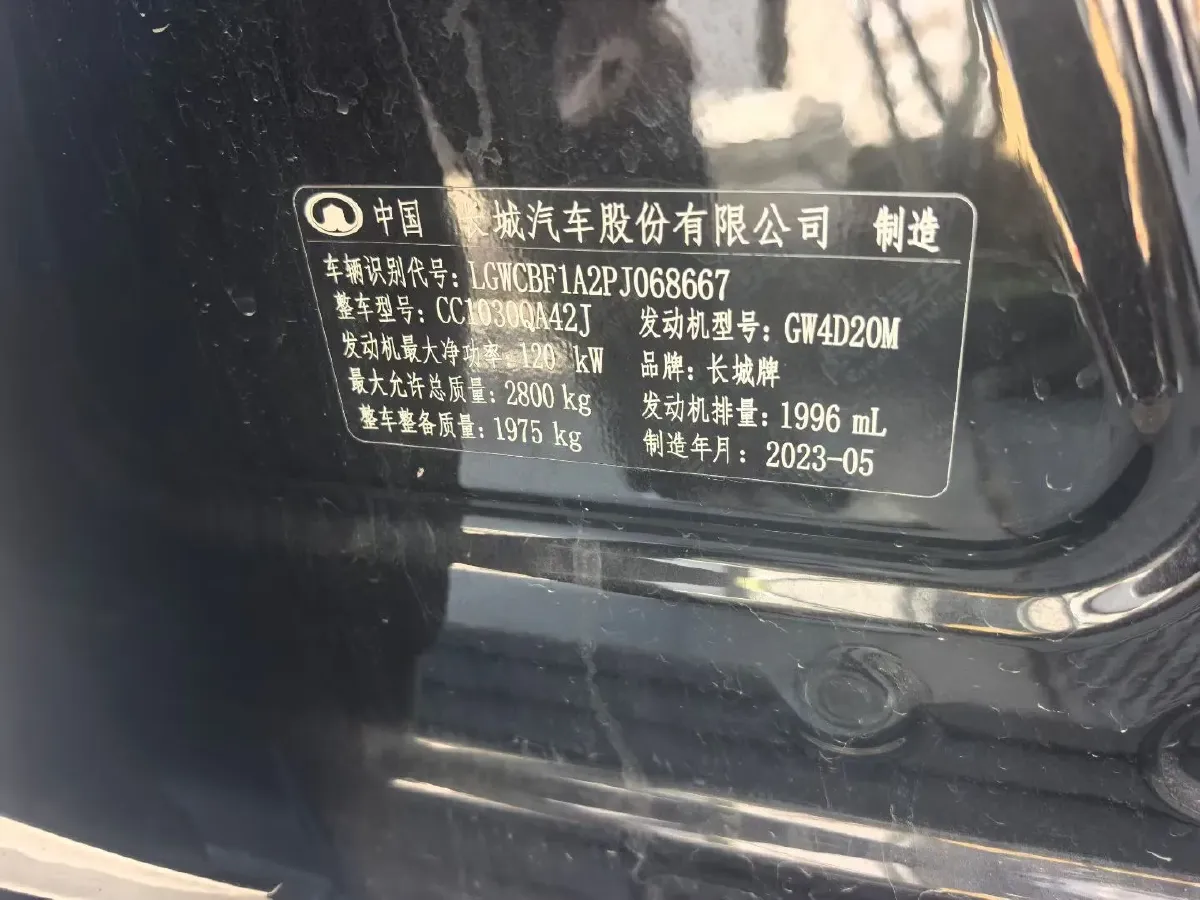 中国 长城汽车股份有限公司 制造
车辆识别代号: LGWCBF1A2PJ068667
整车型号: CC1030QA42J 发动机型号: GW4D20M
发动机最大净功率: 120 kW 品牌: 长城牌
最大允许总质量: 2800 kg 发动机排量: 1996 mL
整车整备质量: 1975 kg 制造年月: 2023-05